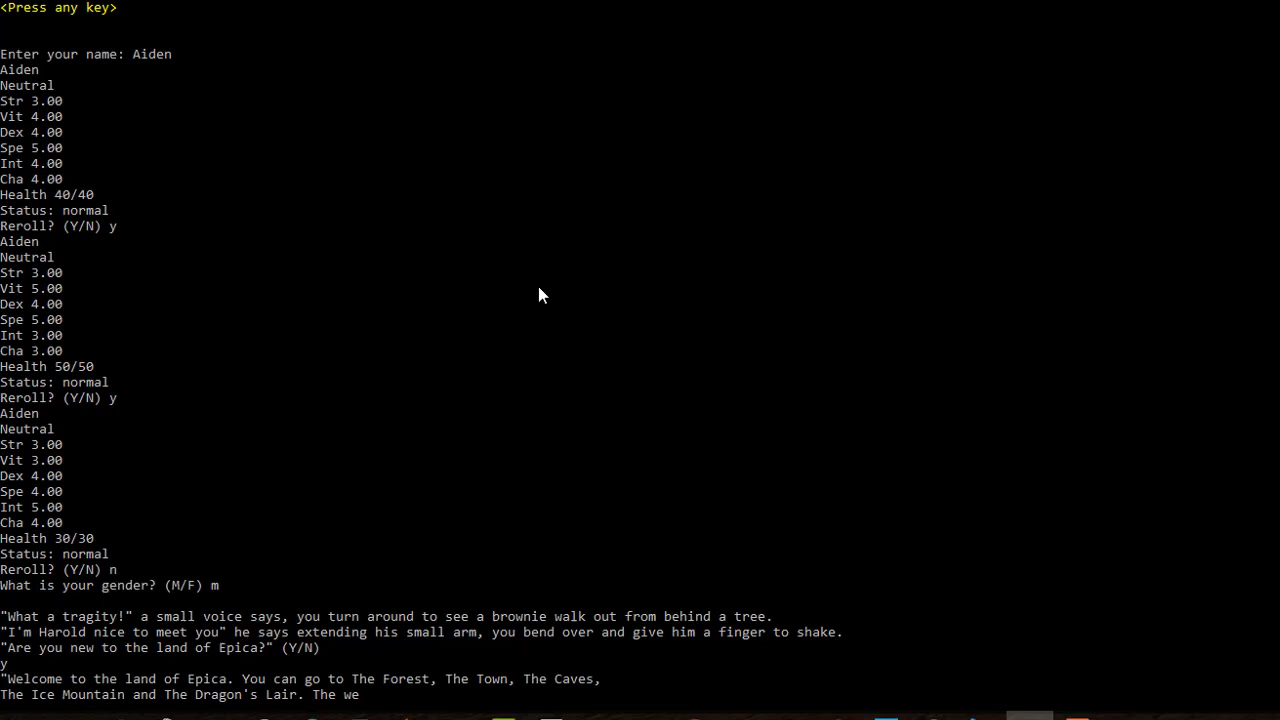 <Press any key>
Enter your name: Aiden
Aiden
Neutral
Str 3.00
Vit 4.00
Dex 4.00
Spe 5.00
Int 4.00
Cha 4.00
Health 40/40
Status: normal
Reroll? (Y/N) y
Aiden
Neutral
Str 3.00
Vit 5.00
Dex 4.00
Spe 5.00
Int 3.00
Cha 3.00
Health 50/50
Status: normal
Reroll? (Y/N) y
Aiden
Neutral
Str 3.00
Vit 3.00
Dex 4.00
Spe 4.00
Int 5.00
Cha 4.00
Health 30/30
Status: normal
Reroll? (Y/N) n
What is your gender? (M/F) m
"What a tragity!" a small voice says, you turn around to see a brownie walk out from behind a tree.
"I'm Harold nice to meet you" he says extending his small arm, you bend over and give him a finger to shake.
"Are you new to the land of Epica?" (Y/N)
y
"Welcome to the land of Epica. You can go to The Forest, The Town, The Caves,
The Ice Mountain and The Dragon's Lair. The we